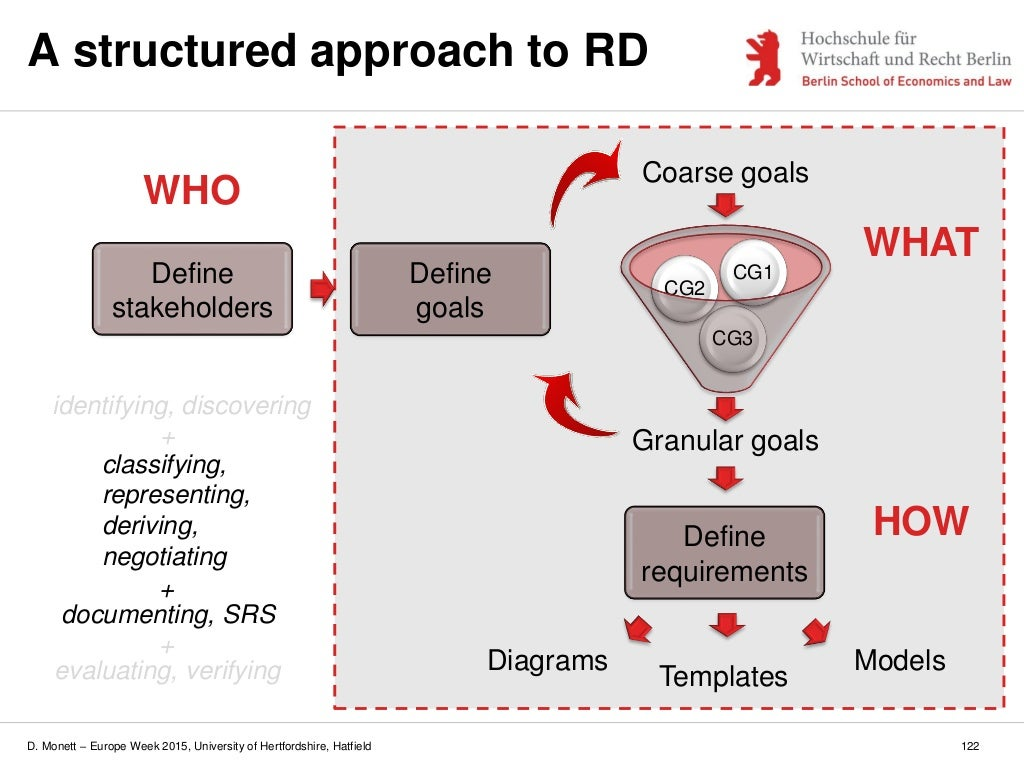 A structured approach to RD
Hochschule für
Wirtschaft und Recht Berlin
Berlin School of Economics and Law
WHO
Define
stakeholders
Define
goals
Coarse goals
WHAT
CG1
CG2
CG3
Granular goals
HOW
Define
requirements
Diagrams
Templates
Models
identifying, discovering
+
classifying,
representing,
deriving,
negotiating
+
documenting, SRS
+
evaluating, verifying
D. Monett – Europe Week 2015, University of Hertfordshire, Hatfield
122